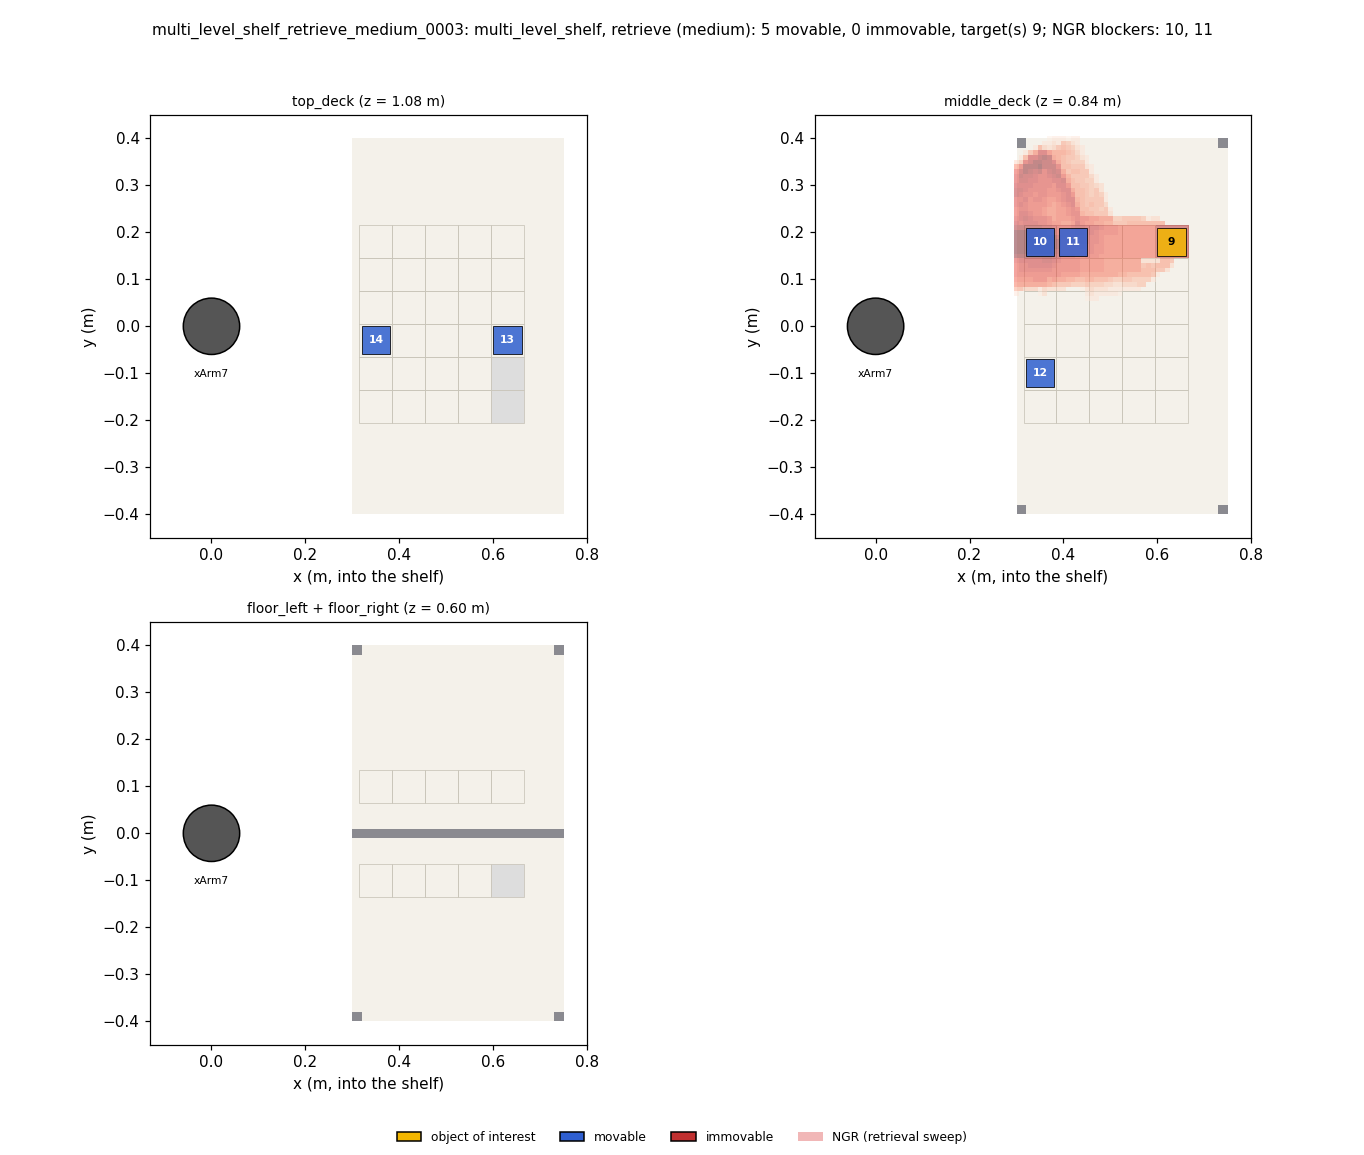 multi_level_shelf_retrieve_medium_0003: multi_level_shelf, retrieve (medium): 5 movable, 0 immovable, target(s) 9; NGR blockers: 10, 11
top_deck (z = 1.08 m)
0.4
0.3
0.2
0.1
0.0
−0.1
−0.2
−0.3
−0.4
y (m)
14
13
xArm7
0.0
0.2
0.4
0.6
0.8
x (m, into the shelf)
middle_deck (z = 0.84 m)
0.4
0.3
0.2
0.1
0.0
−0.1
−0.2
−0.3
−0.4
y (m)
10
11
9
12
xArm7
0.0
0.2
0.4
0.6
0.8
x (m, into the shelf)
floor_left + floor_right (z = 0.60 m)
0.4
0.3
0.2
0.1
0.0
−0.1
−0.2
−0.3
−0.4
y (m)
xArm7
0.0
0.2
0.4
0.6
0.8
x (m, into the shelf)
object of interest
movable
immovable
NGR (retrieval sweep)